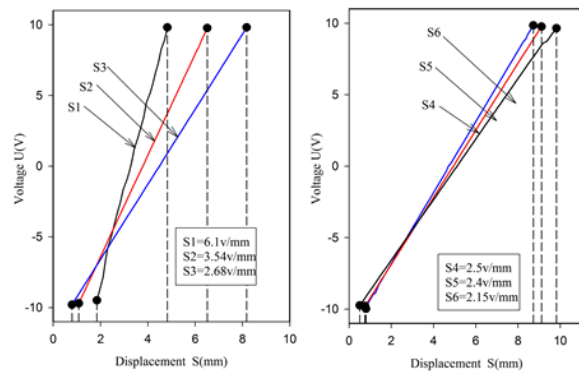 10
5
0
-5
-10
Voltage U(V)
S3
S2
S1
S1=6.1v/mm
S2=3.54v/mm
S3=2.68v/mm
0 2 4 6 8 10
Displacement S(mm)
10
5
0
-5
-10
Voltage U(V)
S6
S5
S4
S4=2.5v/mm
S5=2.4v/mm
S6=2.15v/mm
0 2 4 6 8 10
Displacement S(mm)